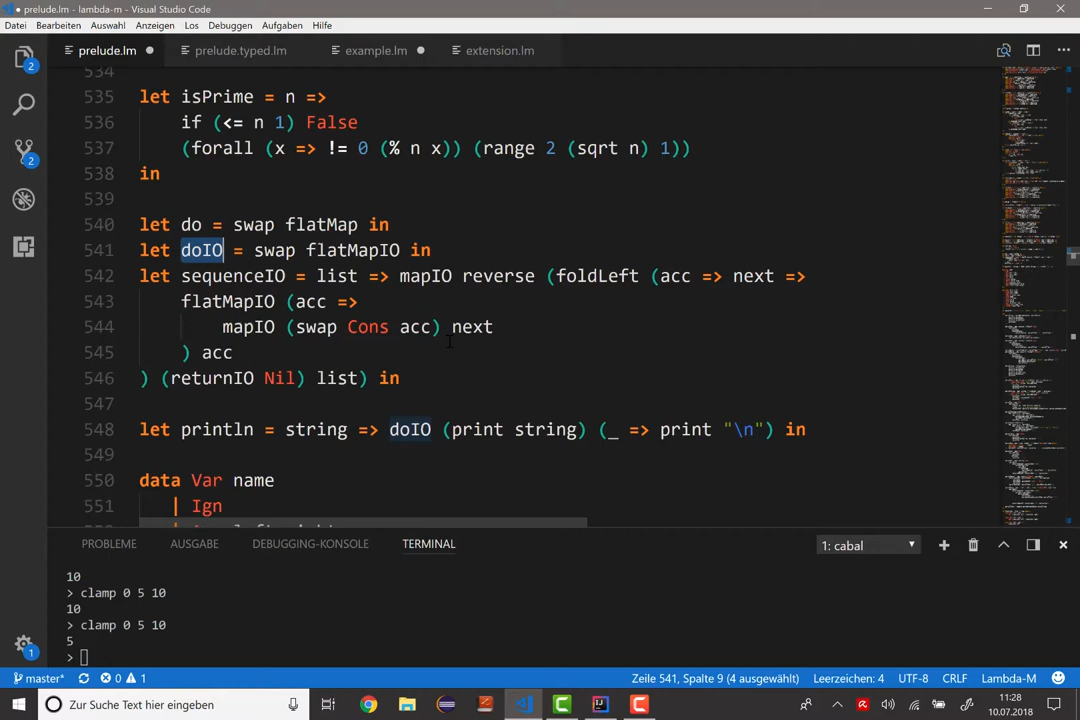 prelude.lm - lambda-m - Visual Studio Code
Datei Bearbeiten Auswahl Anzeigen Los Debuggen Aufgaben Hilfe
prelude.lm prelude.typed.lm example.lm extension.lm
534
535 let isPrime = n =>
536 if (<= n 1) False
537 (forall (x => != 0 (% n x)) (range 2 (sqrt n) 1))
538 in
539
540 let do = swap flatMap in
541 let doIO = swap flatMapIO in
542 let sequenceIO = list => mapIO reverse (foldLeft (acc => next =>
543 flatMapIO (acc =>
544 mapIO (swap Cons acc) next
545 ) acc
546 ) (returnIO Nil) list) in
547
548 let println = string => doIO (print string) (_ => print "\n") in
549
550 data Var name
551 | Ign
PROBLEME AUSGABE DEBUGGING-KONSOLE TERMINAL 1: cabal
10
> clamp 0 5 10
10
> clamp 0 5 10
5
>
master* 0 1 Zeile 541, Spalte 9 (4 ausgewählt) Leerzeichen: 4 UTF-8 CRLF Lambda-M
Zur Suche Text hier eingeben
11:28
10.07.2018
2
2
1